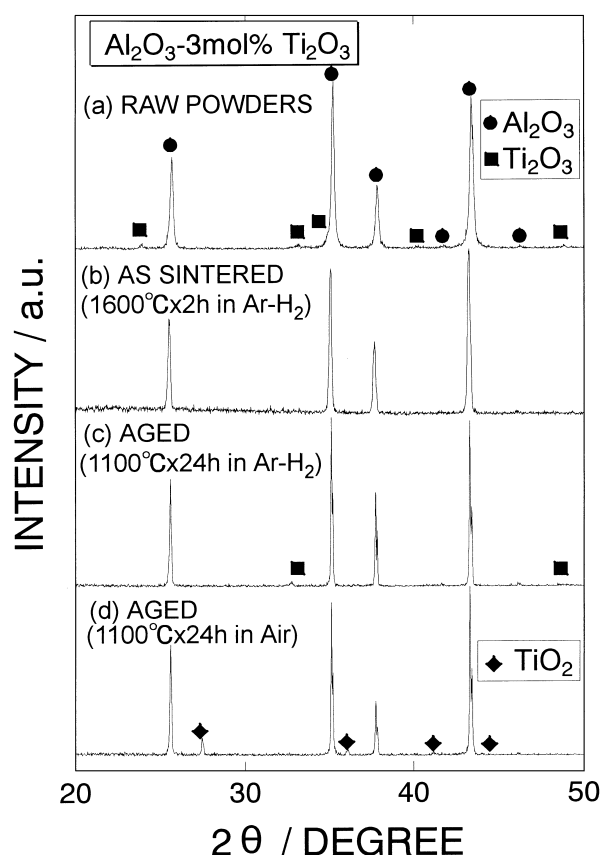 Al₂O₃-3mol% Ti₂O₃
(a) RAW POWDERS
● Al₂O₃
■ Ti₂O₃
(b) AS SINTERED
(1600℃x2h in Ar-H₂)
(c) AGED
(1100℃x24h in Ar-H₂)
(d) AGED
(1100℃x24h in Air)
◆ TiO₂
INTENSITY / a.u.
20 30 40 50
2θ / DEGREE